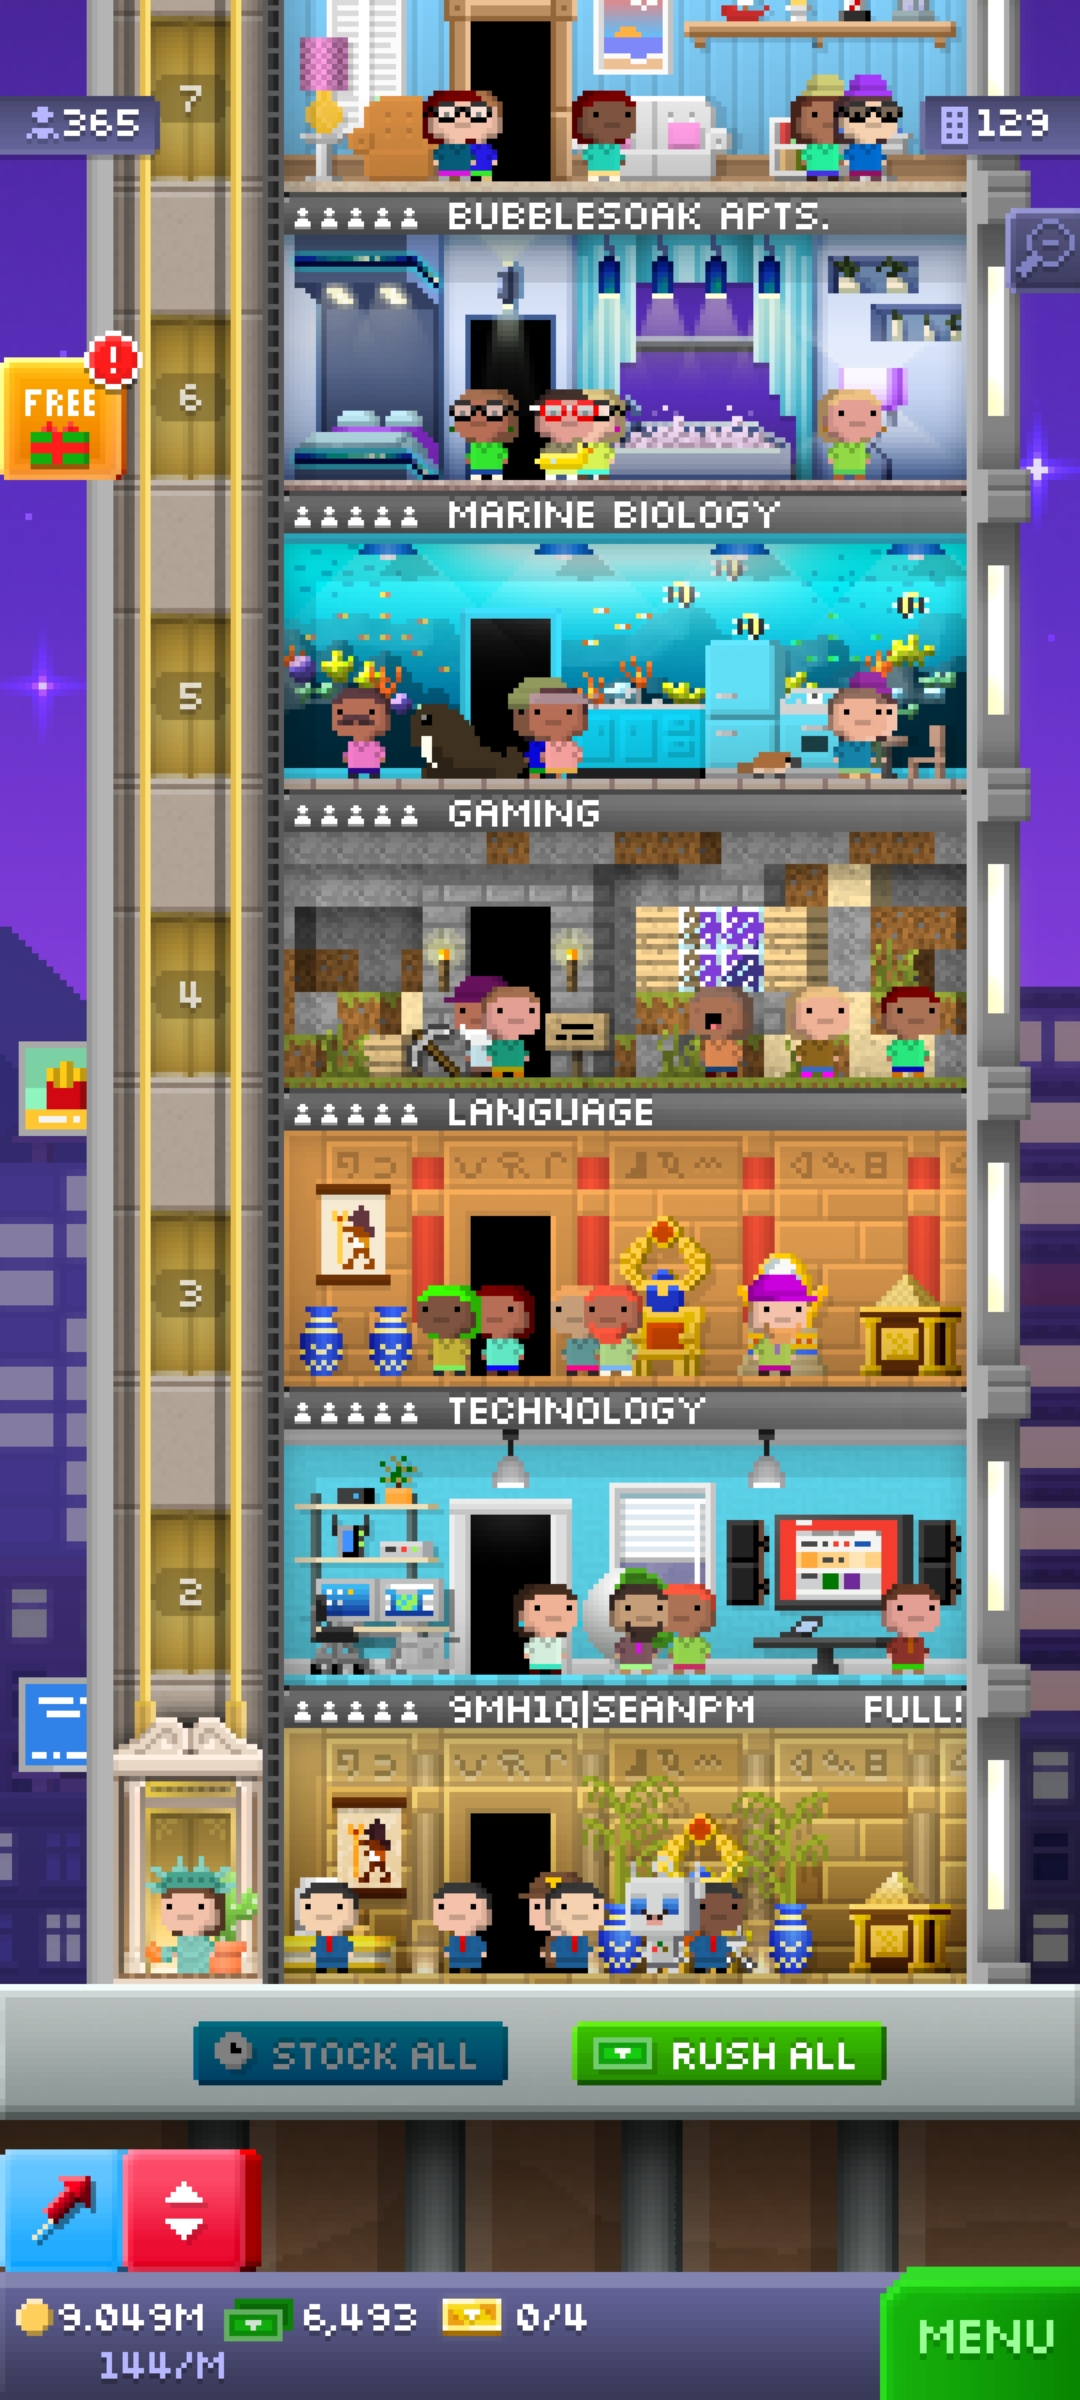 7
365
129
BUBBLESOAK APTS.
FREE
!
6
MARINE BIOLOGY
5
GAMING
4
LANGUAGE
3
TECHNOLOGY
2
9MH1Q|SEANPM FULL!
STOCK ALL
RUSH ALL
9.049M 6,493 0/4
144/M
MENU